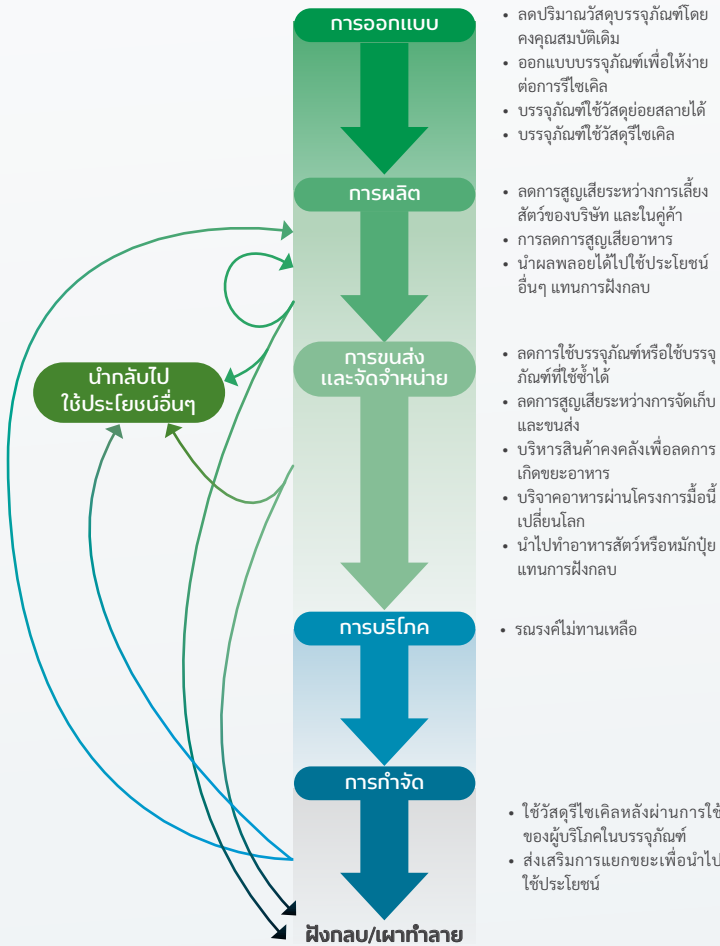 การออกแบบ
• ลดปริมาณวัสดุบรรจุภัณฑ์โดย
คงคุณสมบัติเดิม
• ออกแบบบรรจุภัณฑ์เพื่อให้ง่าย
ต่อการรีไซเคิล
• บรรจุภัณฑ์ใช้วัสดุย่อยสลายได้
• บรรจุภัณฑ์ใช้วัสดุรีไซเคิล
การผลิต
• ลดการสูญเสียระหว่างการเลี้ยง
สัตว์ของบริษัท และในคู่ค้า
• การลดการสูญเสียอาหาร
• นำผลพลอยได้ไปใช้ประโยชน์
อื่นๆ แทนการฝังกลบ
การขนส่ง
และจัดจำหน่าย
• ลดการใช้บรรจุภัณฑ์หรือใช้บรรจุ
ภัณฑ์ที่ใช้ซ้ำได้
• ลดการสูญเสียระหว่างการจัดเก็บ
และขนส่ง
• บริหารสินค้าคงคลังเพื่อลดการ
เกิดขยะอาหาร
• บริจาคอาหารผ่านโครงการมื้อนี้
เปลี่ยนโลก
• นำไปทำอาหารสัตว์หรือหมักปุ๋ย
แทนการฝังกลบ
นำกลับไป
ใช้ประโยชน์อื่นๆ
การบริโภค
• รณรงค์ไม่ทานเหลือ
การกำจัด
• ใช้วัสดุรีไซเคิลหลังผ่านการใช้
ของผู้บริโภคในบรรจุภัณฑ์
• ส่งเสริมการแยกขยะเพื่อนำไป
ใช้ประโยชน์
ฝังกลบ/เผาทำลาย